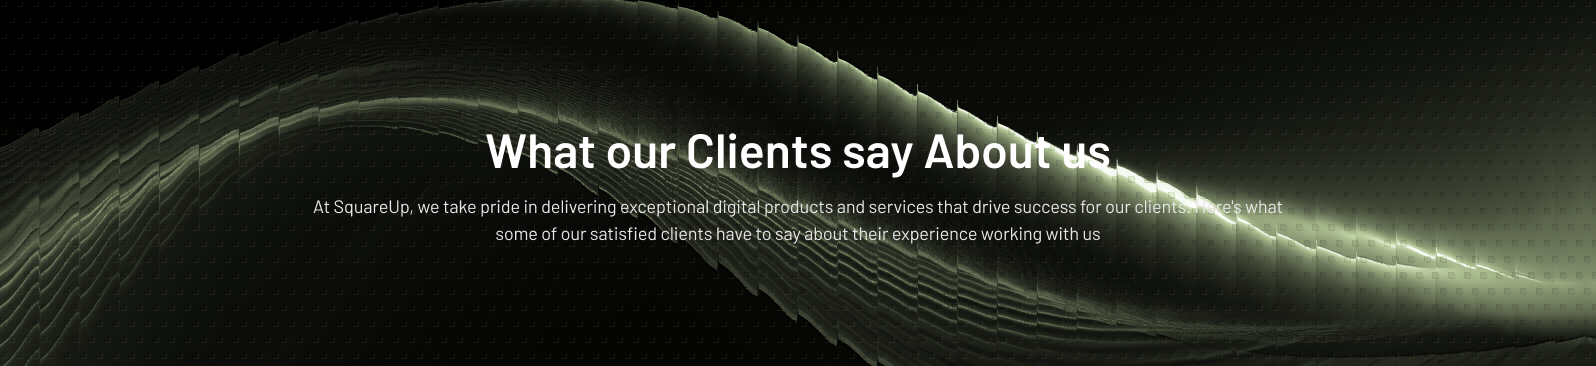 What our Clients say About us
At SquareUp, we take pride in delivering exceptional digital products and services that drive success for our clients. Here's what
some of our satisfied clients have to say about their experience working with us